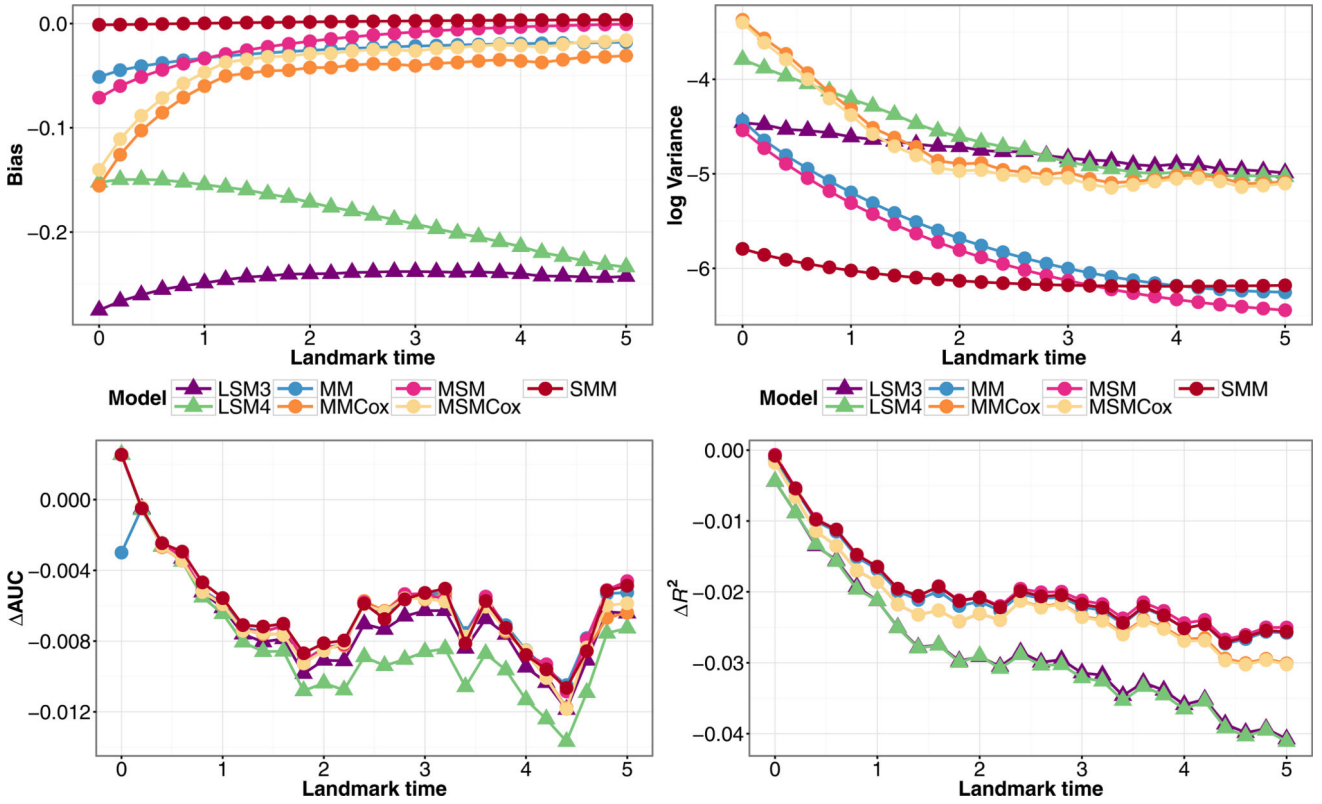 0.0
−0.1
−0.2
Bias
0 1 2 3 4 5
Landmark time
−4
−5
−6
log Variance
0 1 2 3 4 5
Landmark time
Model LSM3 MM MSM SMM
LSM4 MMCox MSMCox
Model LSM3 MM MSM SMM
LSM4 MMCox MSMCox
0.000
−0.004
−0.008
−0.012
ΔAUC
0 1 2 3 4 5
Landmark time
0.00
−0.01
−0.02
−0.03
−0.04
ΔR²
0 1 2 3 4 5
Landmark time